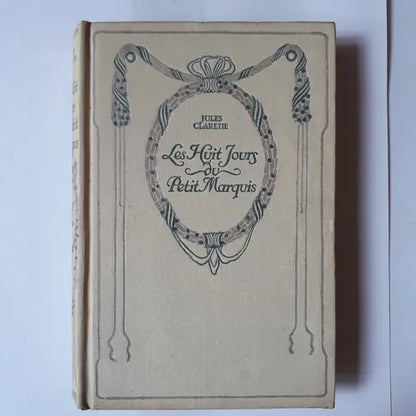 JULES
CLARETIE
Les Huit Jours
du
Petit Marquis